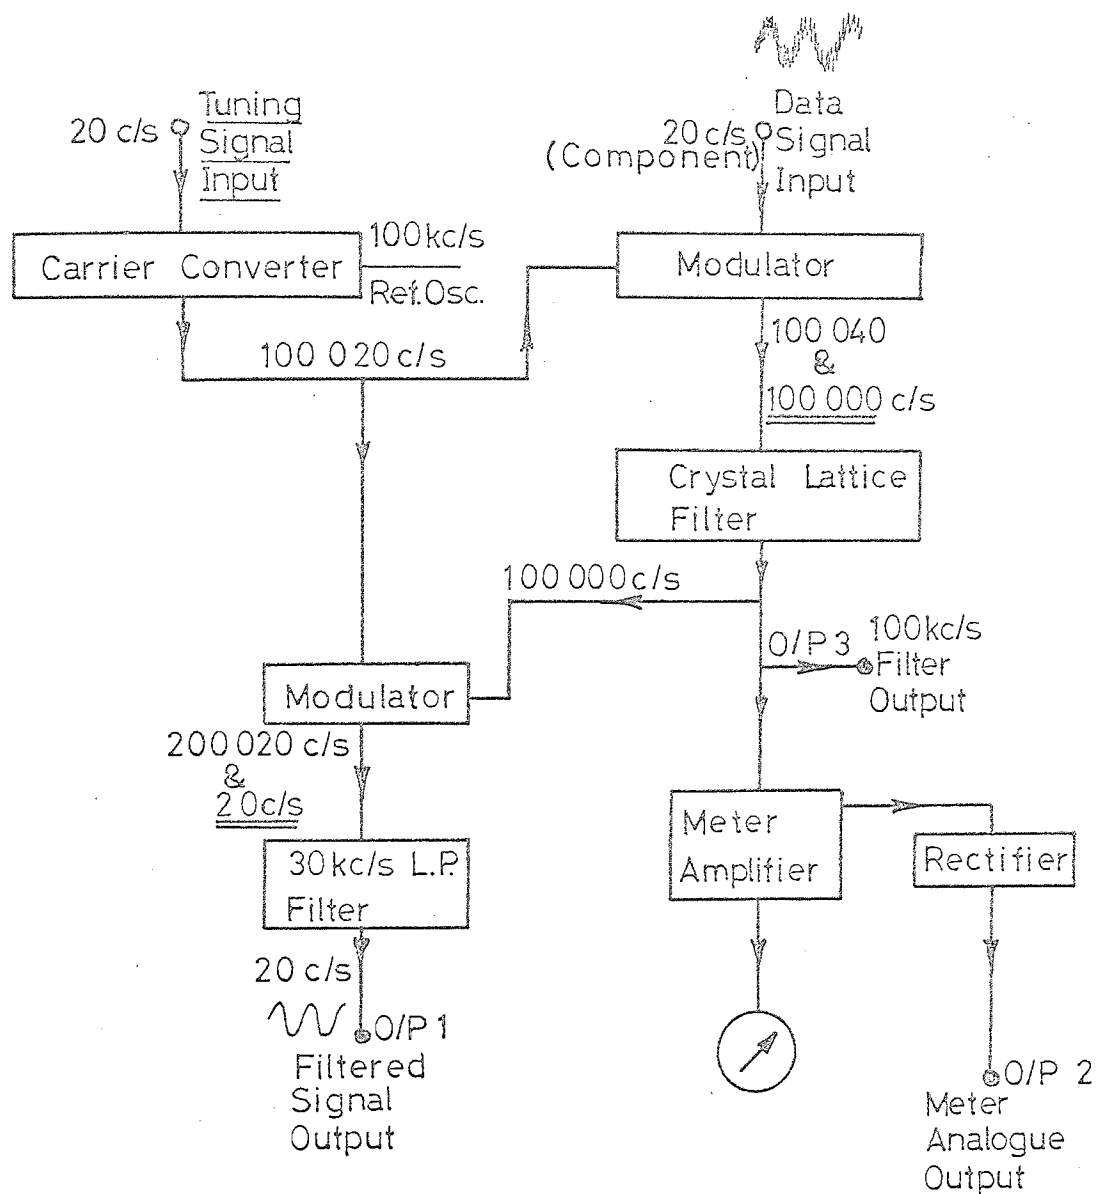 20 c/s
Tuning
Signal
Input
Data
Signal
Input
20 c/s
(Component)
Carrier Converter
100kc/s
Ref. Osc.
Modulator
100 020 c/s
100 040
&
100 000 c/s
Crystal Lattice
Filter
100 000 c/s
O/P 3
100kc/s
Filter
Output
Modulator
200 020 c/s
&
20c/s
30kc/s L.P.
Filter
Meter
Amplifier
Rectifier
20 c/s
O/P 1
Filtered
Signal
Output
O/P 2
Meter
Analogue
Output